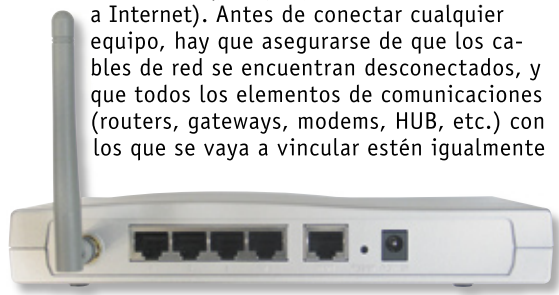 a Internet). Antes de conectar cualquier
equipo, hay que asegurarse de que los ca-
bles de red se encuentran desconectados, y
que todos los elementos de comunicaciones
(routers, gateways, modems, HUB, etc.) con
los que se vaya a vincular estén igualmente